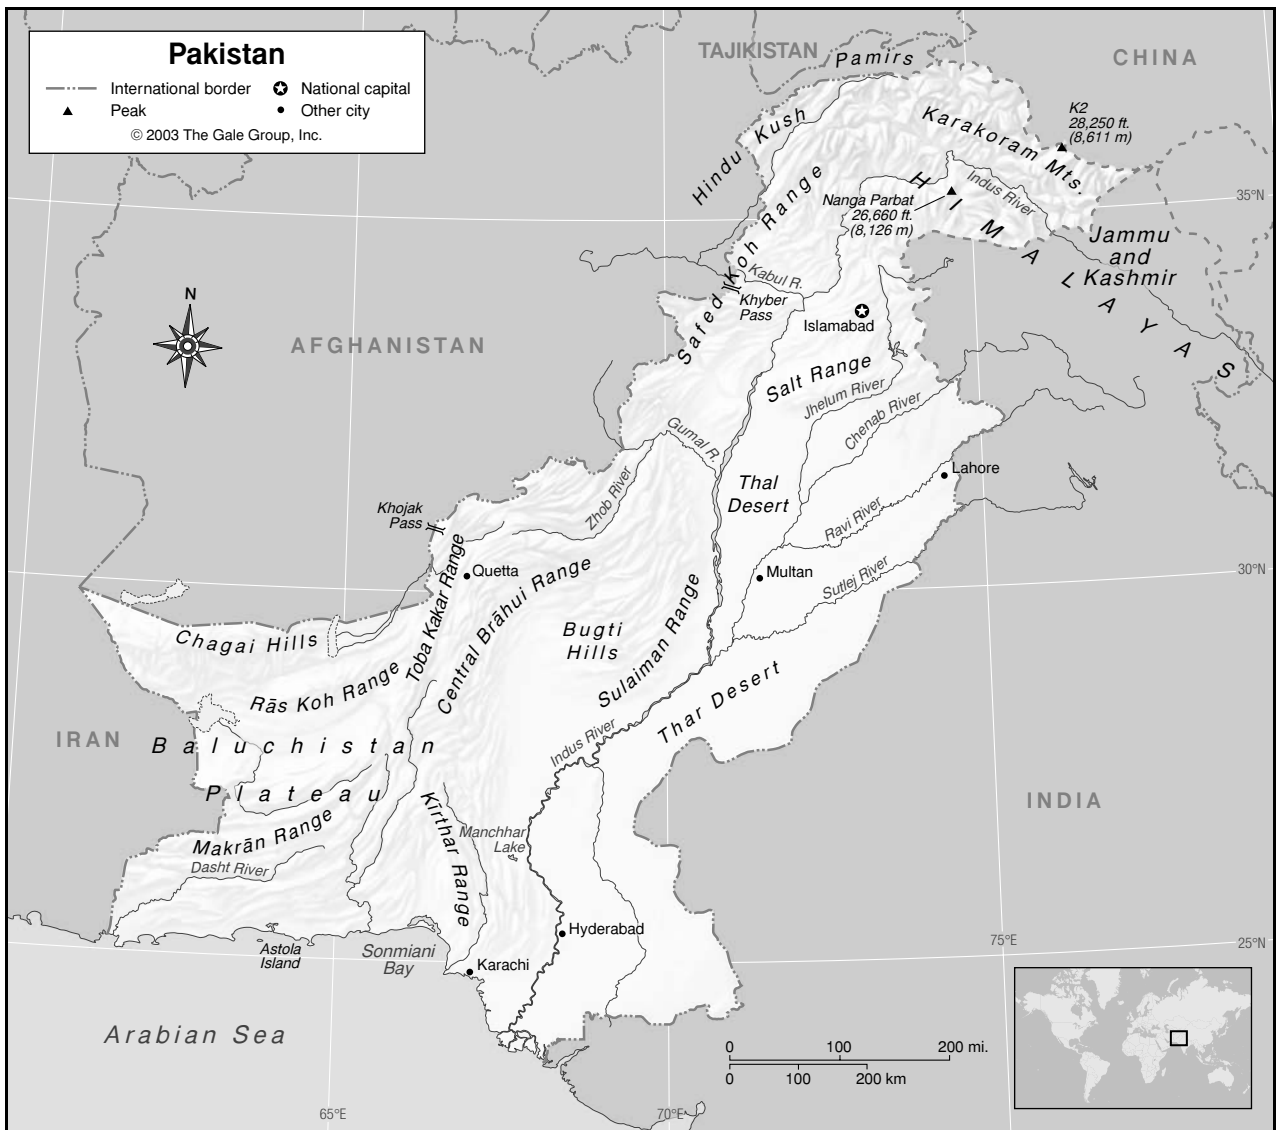 Pakistan
International border
National capital
Peak
Other city
© 2003 The Gale Group, Inc.
TAJIKISTAN
CHINA
Pamirs
Hindu Kush
Karakoram Mts.
K2
28,250 ft.
(8,611 m)
Nanga Parbat
26,660 ft.
(8,126 m)
Indus River
35°N
HIMALAYAS
Jammu
and
Kashmir
Safed Koh Range
Kabul R.
Khyber
Pass
Islamabad
N
AFGHANISTAN
Salt Range
Jhelum River
Chenab River
Gumal R.
Lahore
Thal
Desert
Zhob River
Khojak
Pass
Ravi River
Quetta
Multan
Sutlej River
30°N
Toba Kakar Range
Central Brāhui Range
Bugti
Hills
Sulaiman Range
Chagai Hills
Rās Koh Range
Thar Desert
Indus River
IRAN
Baluchistan
Plateau
INDIA
Makrān Range
Kīrthar Range
Manchhar
Lake
Dasht River
Hyderabad
Astola
Island
Sonmiani
Bay
Karachi
75°E
25°N
Arabian Sea
0 100 200 mi.
0 100 200 km
65°E
70°E